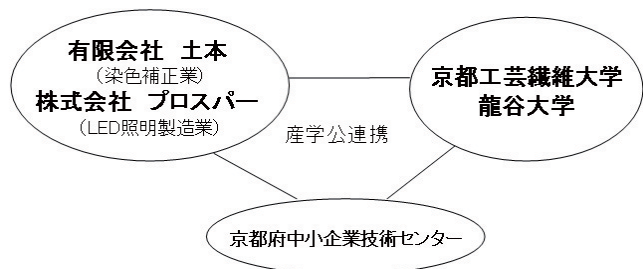 有限会社 土本
(染色補正業)
株式会社 プロスパー
(LED照明製造業)
京都工芸繊維大学
龍谷大学
産学公連携
京都府中小企業技術センター